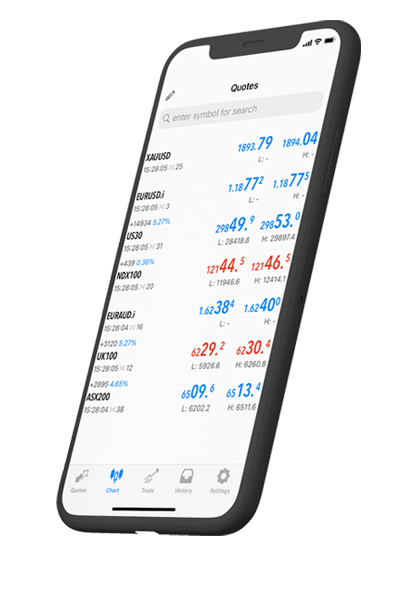 Quotes
enter symbol for search
XAUUSD 1893.79 1894.04
15:28:05 25 L: - H: -
EURUSD.i 1.18772 1.18775
15:28:05 3 L: - H: -
+14934 5.27%
US30 29849.9 29853.0
15:28:05 31 L: 28418.8 H: 29897.4
+439 0.36%
NDX100 12144.5 12146.5
15:28:05 20 L: 11946.6 H: 12414.1
EURAUD.i 1.62384 1.62400
15:28:04 16 L: - H: -
+3120 5.27%
UK100 6229.2 6230.4
15:28:05 12 L: 5926.6 H: 6260.8
+2895 4.65%
ASX200 6509.6 6513.4
15:28:04 38 L: 6202.2 H: 6511.6
Quotes Chart Trade History Settings